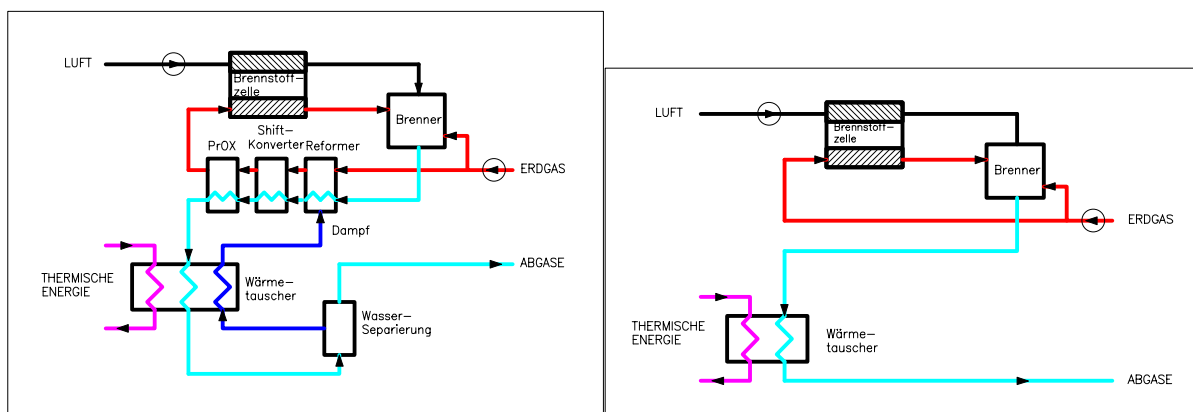 LUFT
Brennstoff-
zelle
Brenner
Shift-
Konverter
PrOX
Reformer
ERDGAS
Dampf
ABGASE
THERMISCHE
ENERGIE
Wärme-
tauscher
Wasser-
Separierung
LUFT
Brennstoff-
zelle
Brenner
ERDGAS
THERMISCHE
ENERGIE
Wärme-
tauscher
ABGASE